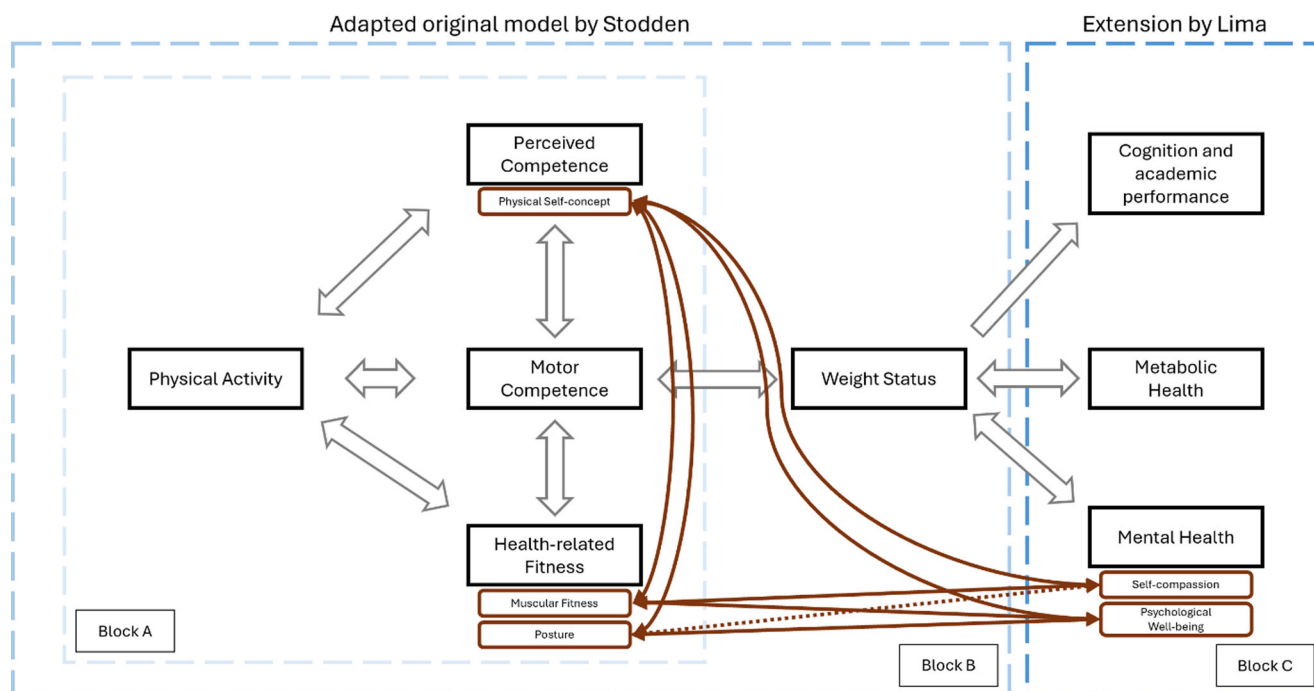 Adapted original model by Stodden
Extension by Lima
Perceived
Competence
Physical Self-concept
Cognition and
academic
performance
Physical Activity
Motor
Competence
Weight Status
Metabolic
Health
Health-related
Fitness
Muscular Fitness
Posture
Mental Health
Self-compassion
Psychological
Well-being
Block A
Block B
Block C